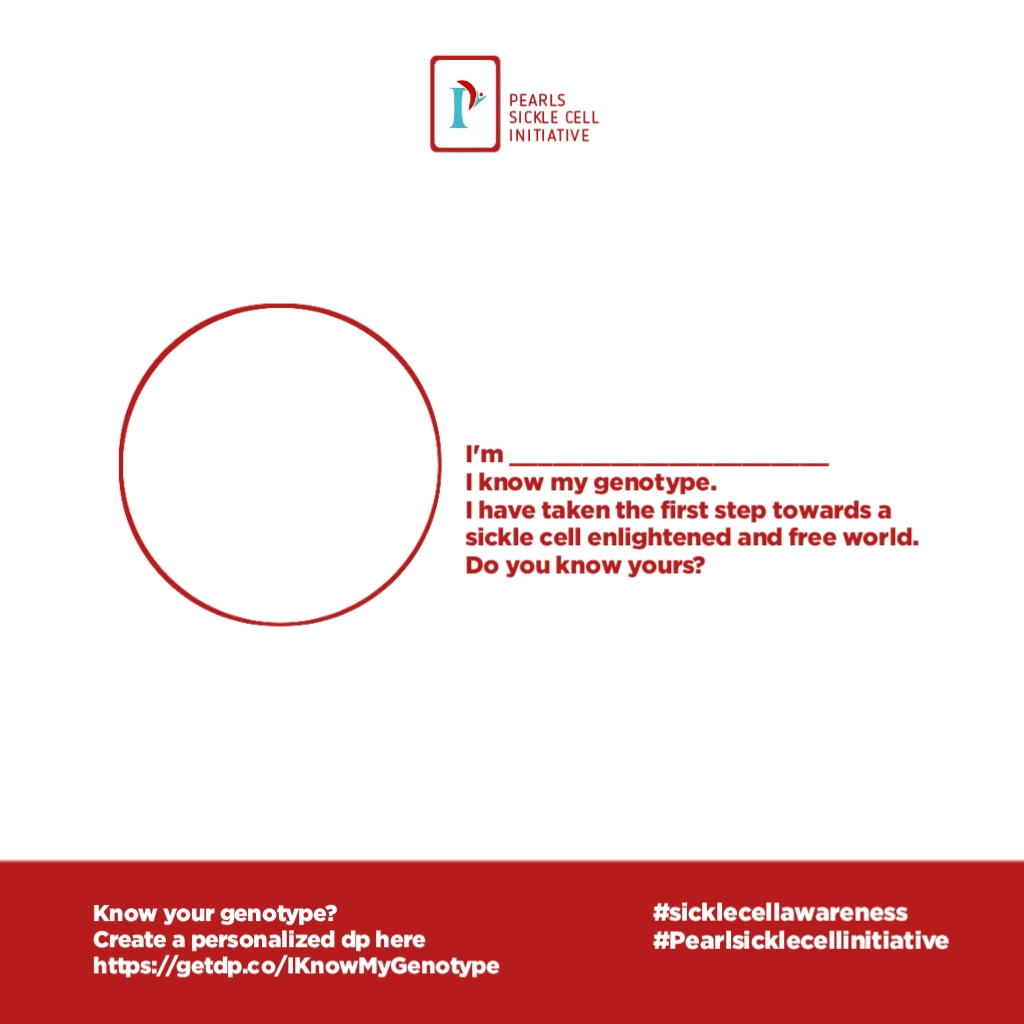 PEARLS
SICKLE CELL
INITIATIVE
I'm ______________________
I know my genotype.
I have taken the first step towards a
sickle cell enlightened and free world.
Do you know yours?
Know your genotype?
Create a personalized dp here
https://getdp.co/IKnowMyGenotype
#sicklecellawareness
#Pearlsicklecellinitiative